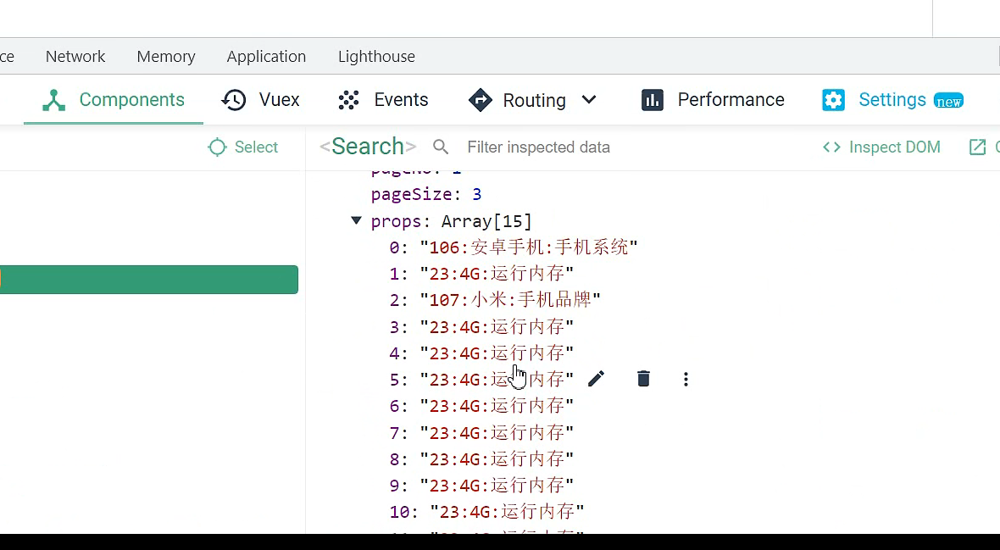 ce Network Memory Application Lighthouse
Components Vuex Events Routing Performance Settings new
Select <Search> Filter inspected data Inspect DOM
pageNo: 1
pageSize: 3
props: Array[15]
0: "106:安卓手机:手机系统"
1: "23:4G:运行内存"
2: "107:小米:手机品牌"
3: "23:4G:运行内存"
4: "23:4G:运行内存"
5: "23:4G:运行内存"
6: "23:4G:运行内存"
7: "23:4G:运行内存"
8: "23:4G:运行内存"
9: "23:4G:运行内存"
10: "23:4G:运行内存"